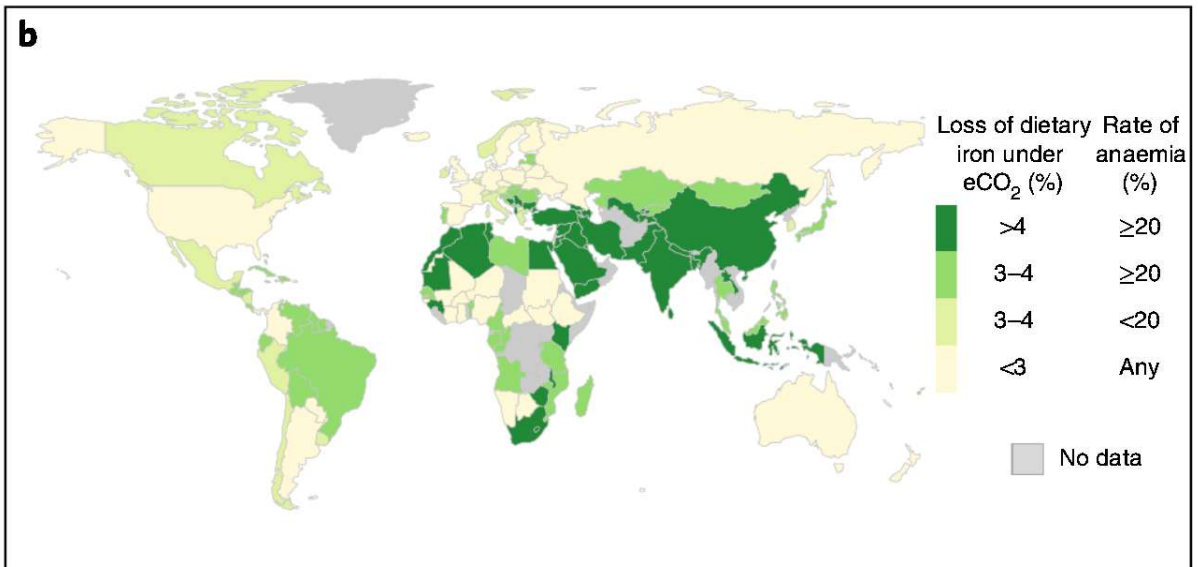 b
Loss of dietary Rate of
iron under anaemia
eCO₂ (%) (%)
>4 ≥20
3–4 ≥20
3–4 <20
<3 Any
No data